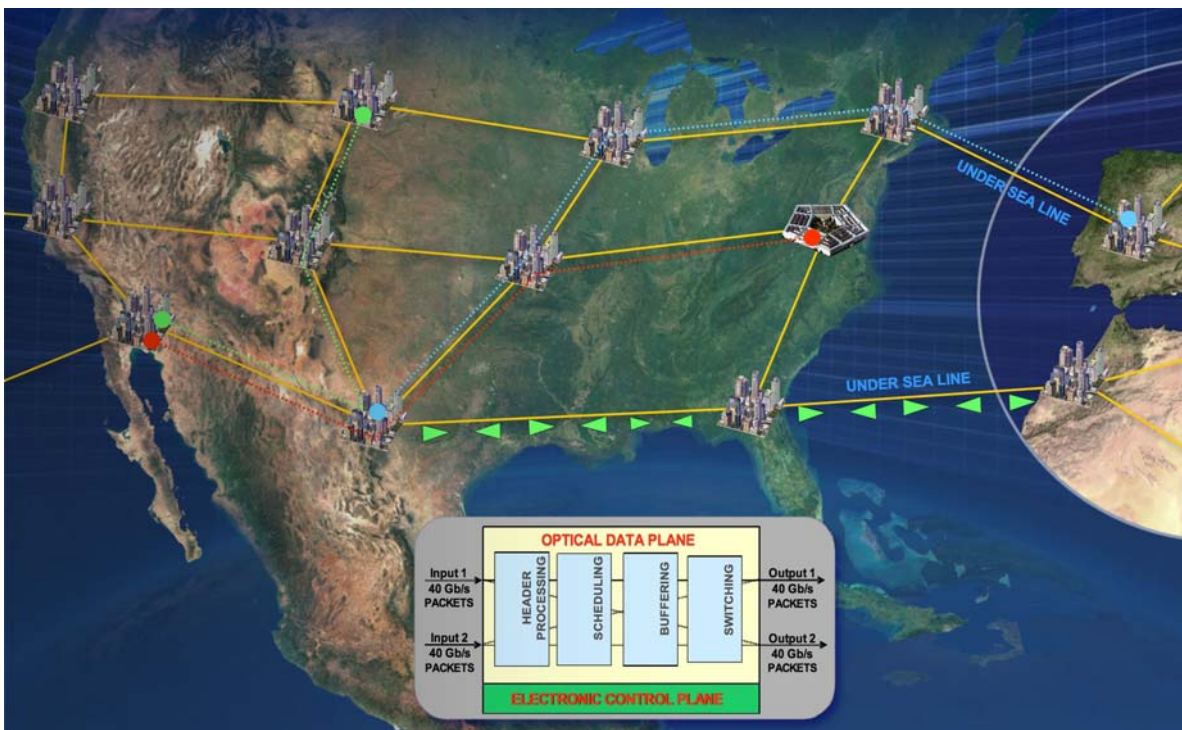 UNDER SEA LINE
UNDER SEA LINE
OPTICAL DATA PLANE
Input 1
40 Gb/s
PACKETS
Input 2
40 Gb/s
PACKETS
HEADER
PROCESSING
SCHEDULING
BUFFERING
SWITCHING
Output 1
40 Gb/s
PACKETS
Output 2
40 Gb/s
PACKETS
ELECTRONIC CONTROL PLANE